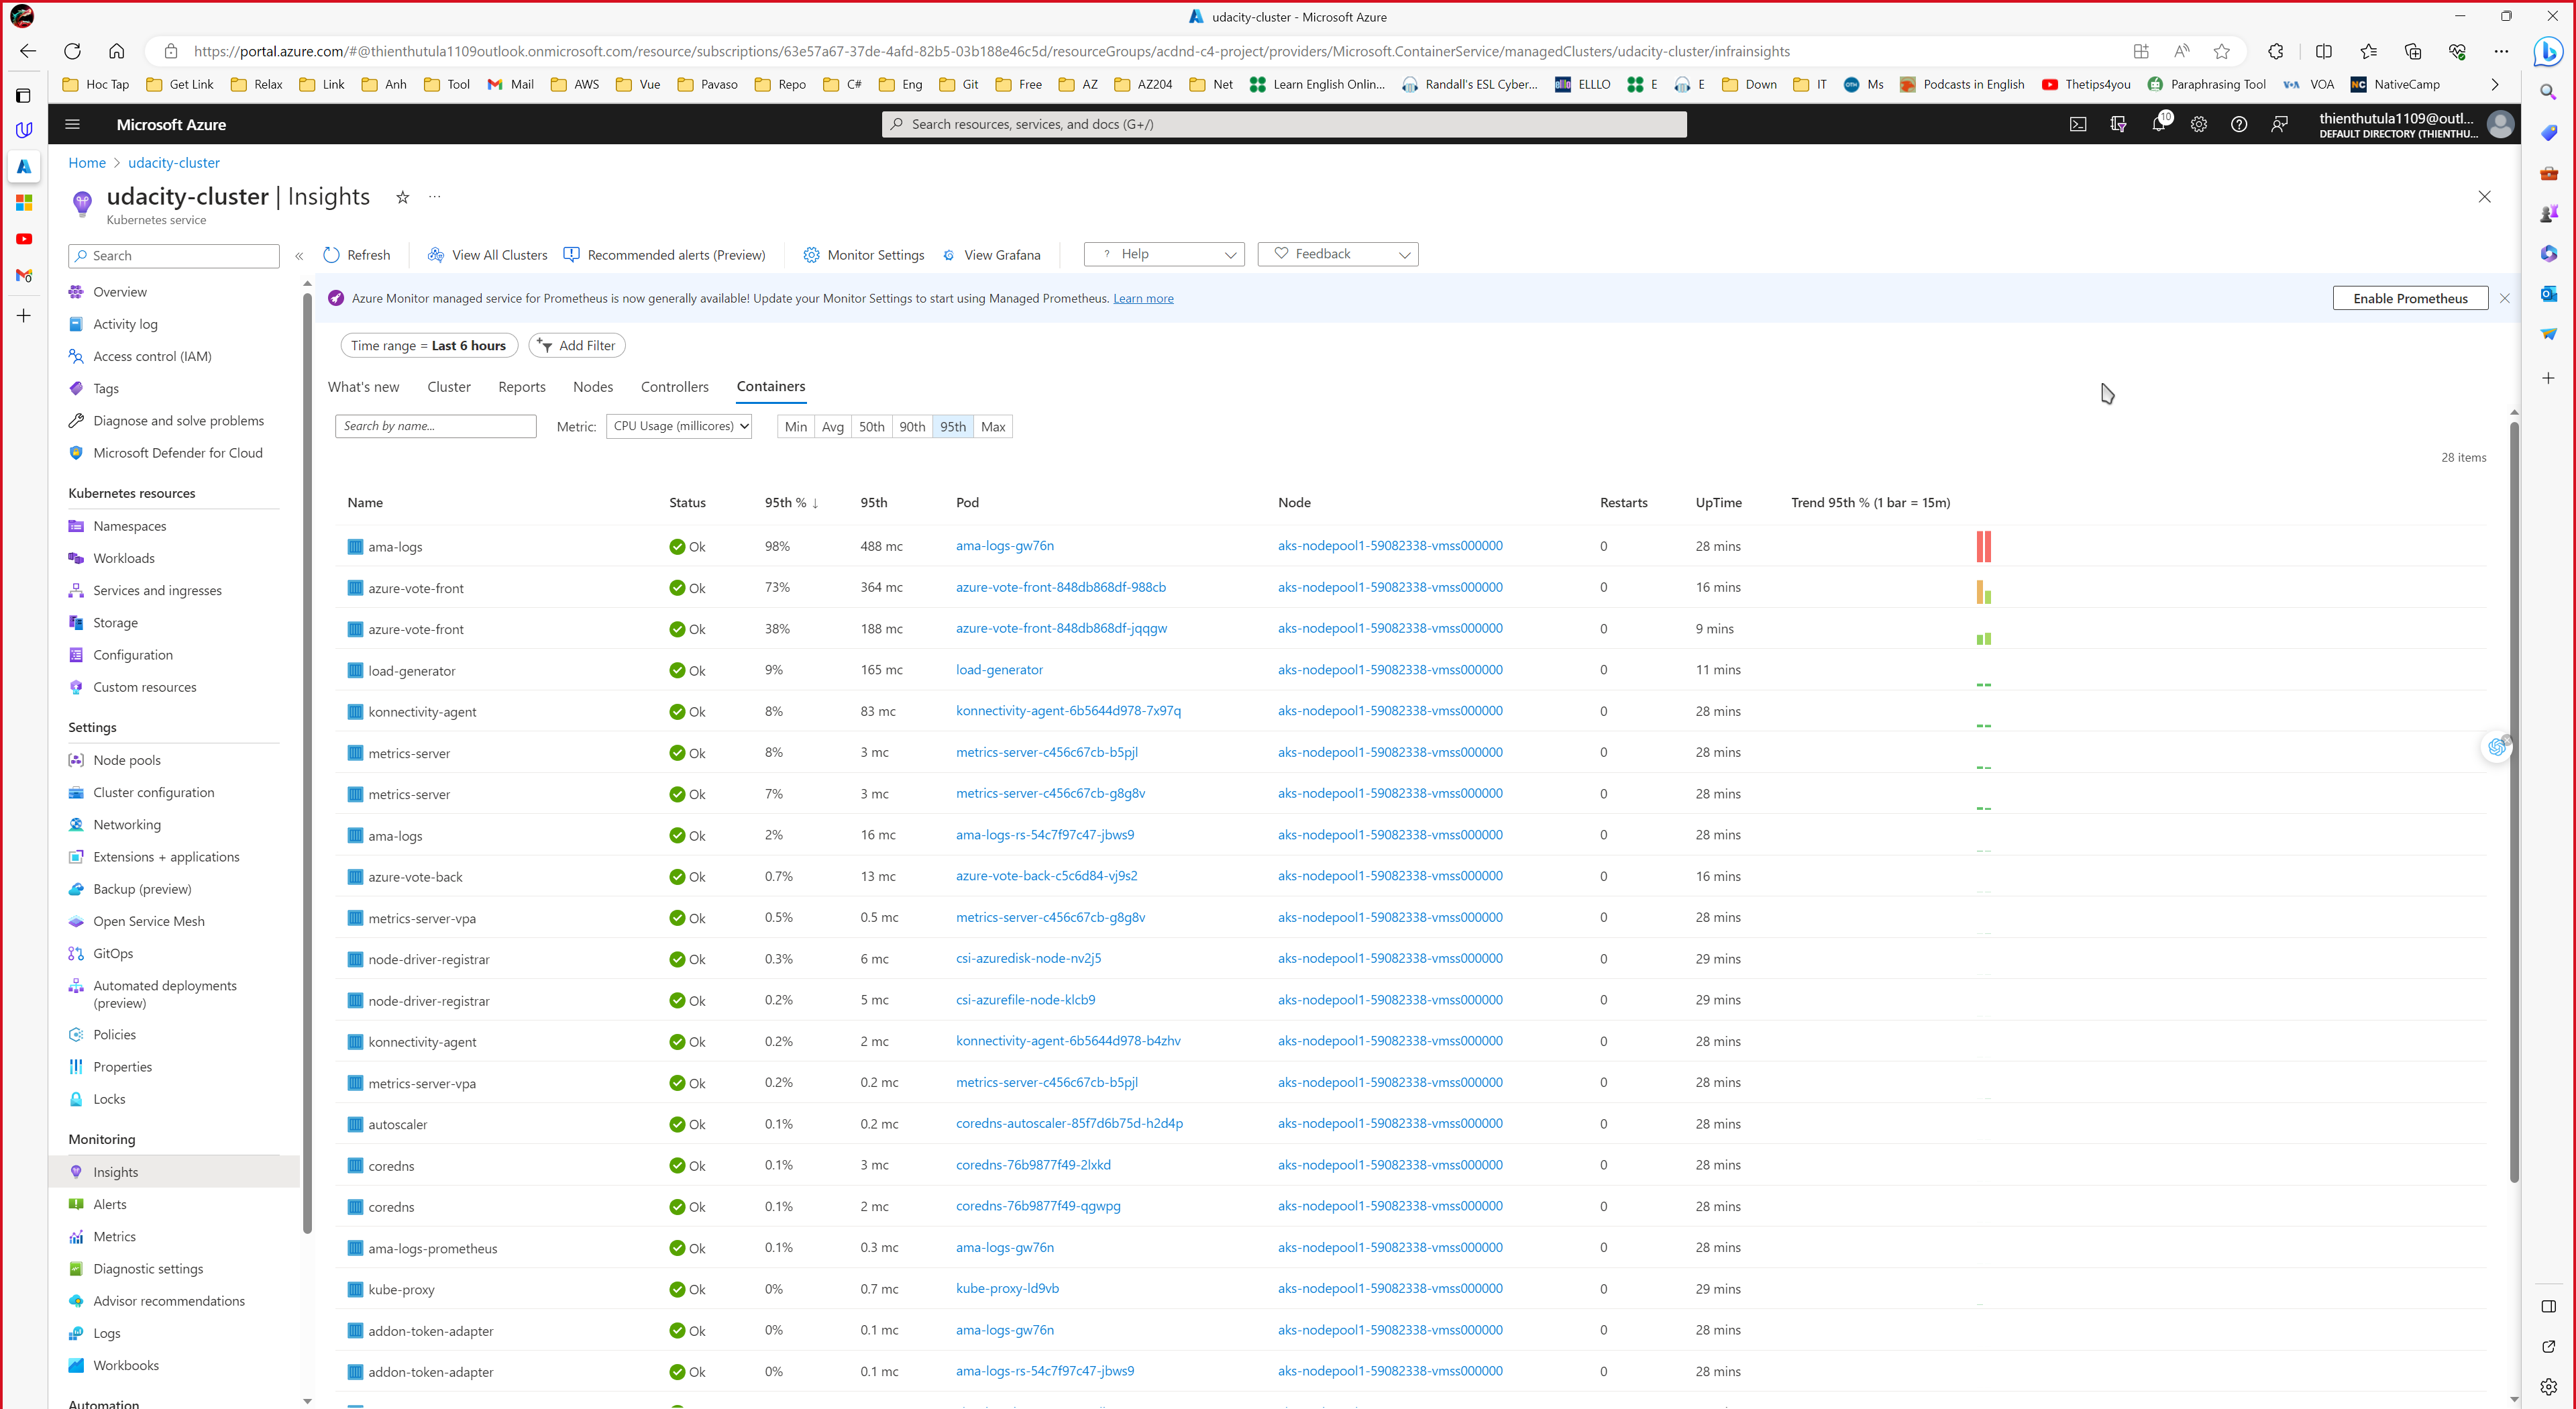 udacity-cluster - Microsoft Azure
https://portal.azure.com/#@thienthutula1109outlook.onmicrosoft.com/resource/subscriptions/63e57a67-37de-4afd-82b5-03b188e46c5d/resourceGroups/acdnd-c4-project/providers/Microsoft.ContainerService/managedClusters/udacity-cluster/infrainsights
Hoc Tap Get Link Relax Link Anh Tool Mail AWS Vue Pavaso Repo C# Eng Git Free AZ AZ204 Net Learn English Onlin... Randall's ESL Cyber... ELLLO E E Down IT Ms Podcasts in English Thetips4you Paraphrasing Tool VOA NativeCamp
Microsoft Azure
Search resources, services, and docs (G+/)
10
thienthutula1109@outl...
DEFAULT DIRECTORY (THIENTHU...
Home > udacity-cluster
udacity-cluster | Insights
Kubernetes service
Search
Refresh View All Clusters Recommended alerts (Preview) Monitor Settings View Grafana ? Help Feedback
Azure Monitor managed service for Prometheus is now generally available! Update your Monitor Settings to start using Managed Prometheus. Learn more
Enable Prometheus
Time range = Last 6 hours Add Filter
What's new Cluster Reports Nodes Controllers Containers
Search by name... Metric: CPU Usage (millicores) Min Avg 50th 90th 95th Max
28 items
Name Status 95th % ↓ 95th Pod Node Restarts UpTime Trend 95th % (1 bar = 15m)
ama-logs Ok 98% 488 mc ama-logs-gw76n aks-nodepool1-59082338-vmss000000 0 28 mins
azure-vote-front Ok 73% 364 mc azure-vote-front-848db868df-988cb aks-nodepool1-59082338-vmss000000 0 16 mins
azure-vote-front Ok 38% 188 mc azure-vote-front-848db868df-jqqgw aks-nodepool1-59082338-vmss000000 0 9 mins
load-generator Ok 9% 165 mc load-generator aks-nodepool1-59082338-vmss000000 0 11 mins
konnectivity-agent Ok 8% 83 mc konnectivity-agent-6b5644d978-7x97q aks-nodepool1-59082338-vmss000000 0 28 mins
metrics-server Ok 8% 3 mc metrics-server-c456c67cb-b5pjl aks-nodepool1-59082338-vmss000000 0 28 mins
metrics-server Ok 7% 3 mc metrics-server-c456c67cb-g8g8v aks-nodepool1-59082338-vmss000000 0 28 mins
ama-logs Ok 2% 16 mc ama-logs-rs-54c7f97c47-jbws9 aks-nodepool1-59082338-vmss000000 0 28 mins
azure-vote-back Ok 0.7% 13 mc azure-vote-back-c5c6d84-vj9s2 aks-nodepool1-59082338-vmss000000 0 16 mins
metrics-server-vpa Ok 0.5% 0.5 mc metrics-server-c456c67cb-g8g8v aks-nodepool1-59082338-vmss000000 0 28 mins
node-driver-registrar Ok 0.3% 6 mc csi-azuredisk-node-nv2j5 aks-nodepool1-59082338-vmss000000 0 29 mins
node-driver-registrar Ok 0.2% 5 mc csi-azurefile-node-klcb9 aks-nodepool1-59082338-vmss000000 0 29 mins
konnectivity-agent Ok 0.2% 2 mc konnectivity-agent-6b5644d978-b4zhv aks-nodepool1-59082338-vmss000000 0 28 mins
metrics-server-vpa Ok 0.2% 0.2 mc metrics-server-c456c67cb-b5pjl aks-nodepool1-59082338-vmss000000 0 28 mins
autoscaler Ok 0.1% 0.2 mc coredns-autoscaler-85f7d6b75d-h2d4p aks-nodepool1-59082338-vmss000000 0 28 mins
coredns Ok 0.1% 3 mc coredns-76b9877f49-2lxkd aks-nodepool1-59082338-vmss000000 0 28 mins
coredns Ok 0.1% 2 mc coredns-76b9877f49-qgwpg aks-nodepool1-59082338-vmss000000 0 28 mins
ama-logs-prometheus Ok 0.1% 0.3 mc ama-logs-gw76n aks-nodepool1-59082338-vmss000000 0 28 mins
kube-proxy Ok 0% 0.7 mc kube-proxy-ld9vb aks-nodepool1-59082338-vmss000000 0 29 mins
addon-token-adapter Ok 0% 0.1 mc ama-logs-gw76n aks-nodepool1-59082338-vmss000000 0 28 mins
addon-token-adapter Ok 0% 0.1 mc ama-logs-rs-54c7f97c47-jbws9 aks-nodepool1-59082338-vmss000000 0 28 mins
Overview
Activity log
Access control (IAM)
Tags
Diagnose and solve problems
Microsoft Defender for Cloud
Kubernetes resources
Namespaces
Workloads
Services and ingresses
Storage
Configuration
Custom resources
Settings
Node pools
Cluster configuration
Networking
Extensions + applications
Backup (preview)
Open Service Mesh
GitOps
Automated deployments
(preview)
Policies
Properties
Locks
Monitoring
Insights
Alerts
Metrics
Diagnostic settings
Advisor recommendations
Logs
Workbooks
Automation